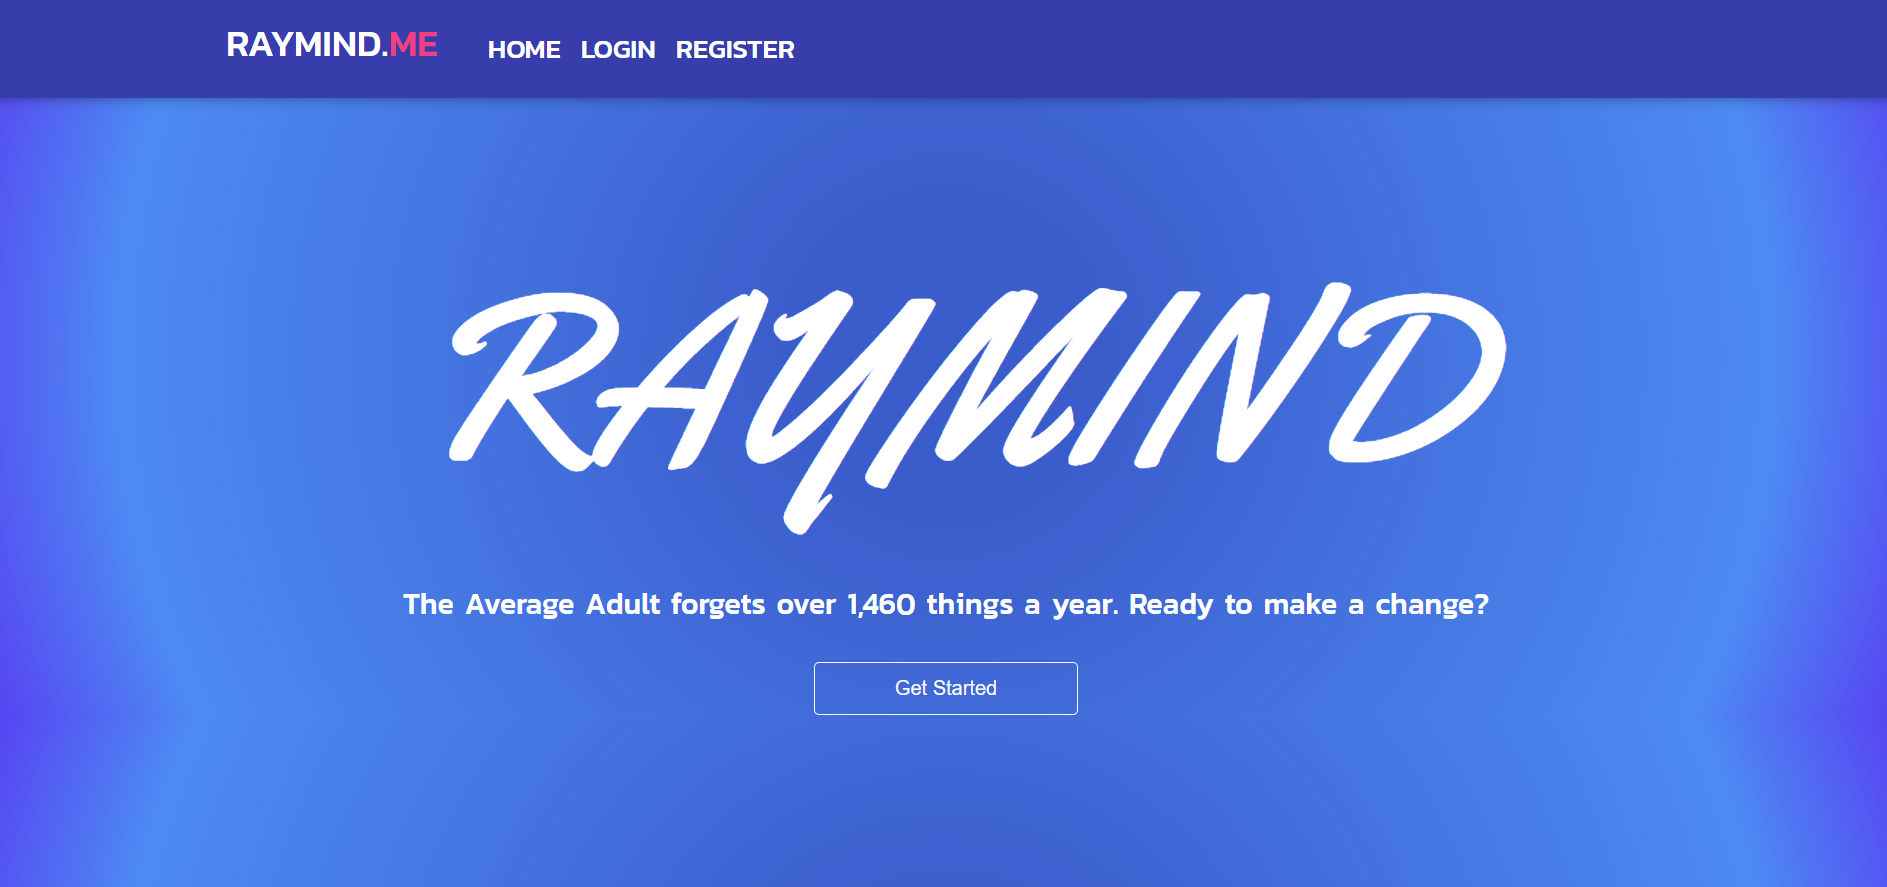 RAYMIND.ME
HOME LOGIN REGISTER
RAYMIND
The Average Adult forgets over 1,460 things a year. Ready to make a change?
Get Started